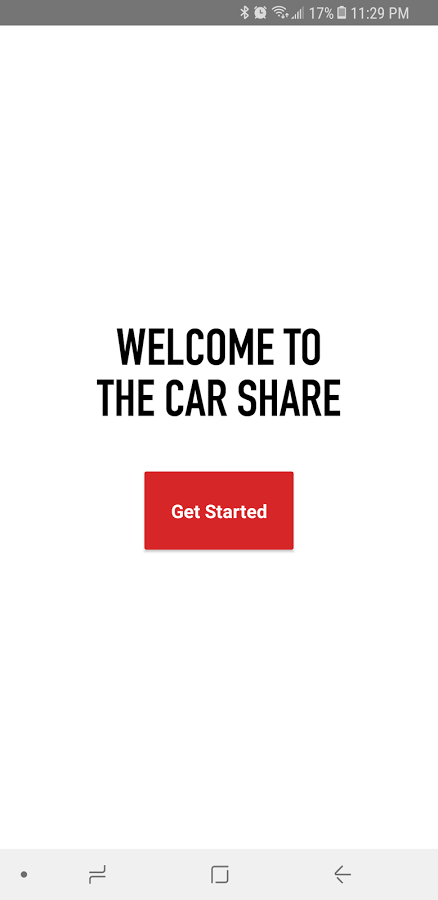 17% 11:29 PM
WELCOME TO
THE CAR SHARE
Get Started